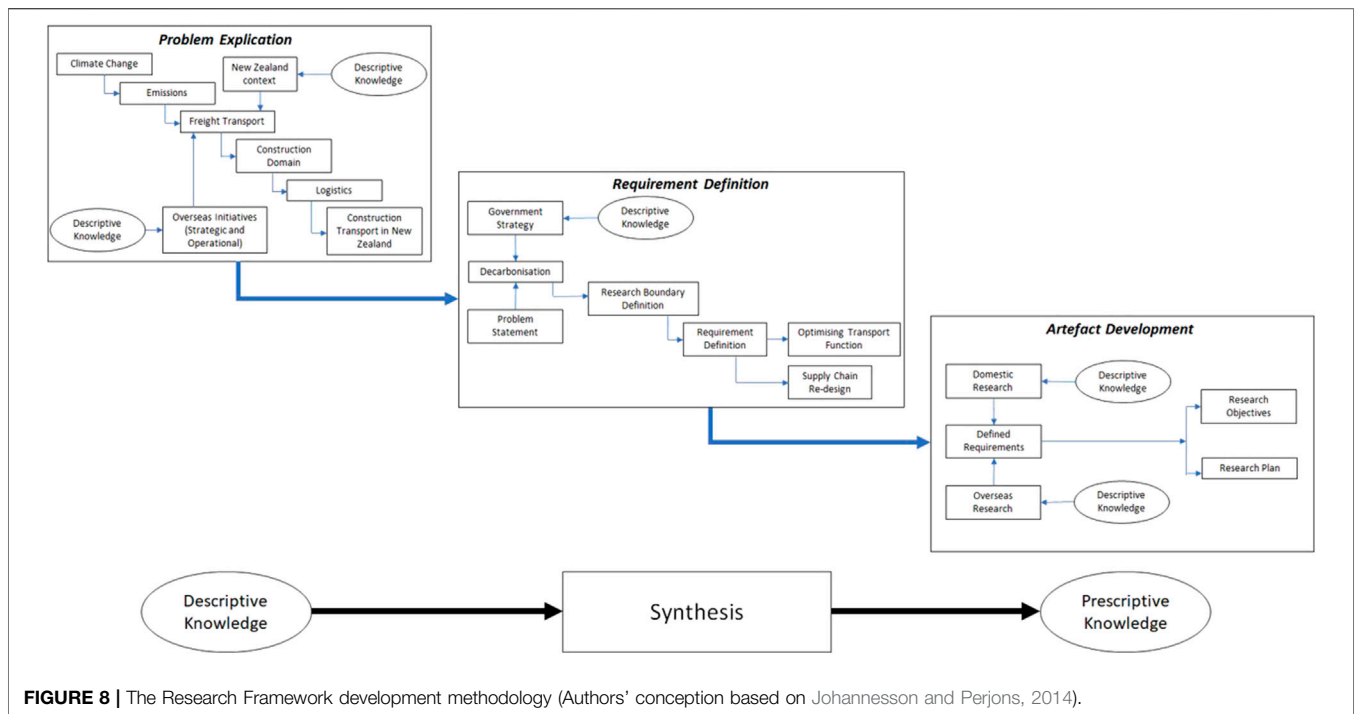 Problem Explication
Climate Change
New Zealand
context
Descriptive
Knowledge
Emissions
Freight Transport
Construction
Domain
Logistics
Descriptive
Knowledge
Overseas Initiatives
(Strategic and
Operational)
Construction
Transport in New
Zealand
Requirement Definition
Government
Strategy
Descriptive
Knowledge
Decarbonisation
Research Boundary
Definition
Problem
Statement
Requirement
Definition
Optimising Transport
Function
Supply Chain
Re-design
Artefact Development
Domestic
Research
Descriptive
Knowledge
Research
Objectives
Defined
Requirements
Research Plan
Overseas
Research
Descriptive
Knowledge
Descriptive
Knowledge
Synthesis
Prescriptive
Knowledge
FIGURE 8 | The Research Framework development methodology (Authors’ conception based on Johannesson and Perjons, 2014).